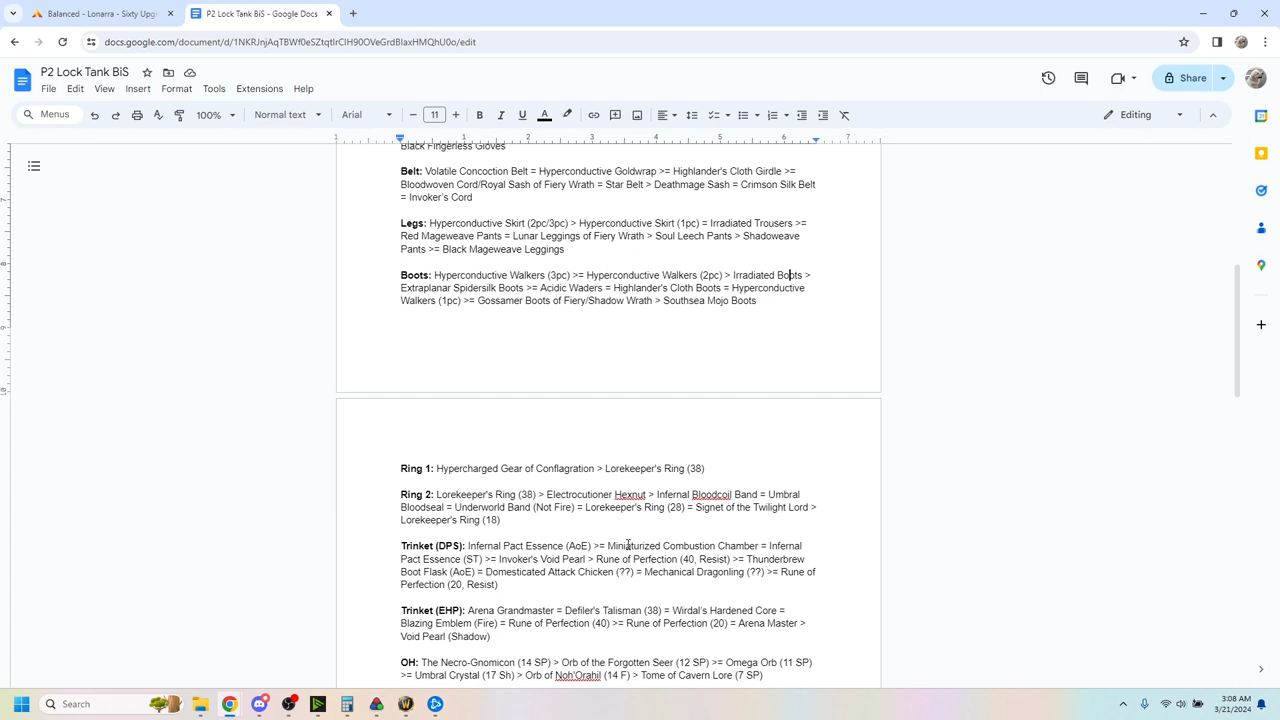 Balanced - Lonarra - Sixty Upg
P2 Lock Tank BiS - Google Docs
docs.google.com/document/d/1NKRJnjAqTBWf0eSZtqtIrCIH90OVeGrdBlaxHMQhU0o/edit
P2 Lock Tank BiS
File Edit View Insert Format Tools Extensions Help
Share
Menus 100% Normal text Arial 11 Editing
1 1 2 3 4 5 6 7
Black Fingerless Gloves
Belt: Volatile Concoction Belt = Hyperconductive Goldwrap >= Highlander's Cloth Girdle >=
Bloodwoven Cord/Royal Sash of Fiery Wrath = Star Belt > Deathmage Sash = Crimson Silk Belt
= Invoker's Cord
Legs: Hyperconductive Skirt (2pc/3pc) > Hyperconductive Skirt (1pc) = Irradiated Trousers >=
Red Mageweave Pants = Lunar Leggings of Fiery Wrath > Soul Leech Pants > Shadoweave
Pants >= Black Mageweave Leggings
Boots: Hyperconductive Walkers (3pc) >= Hyperconductive Walkers (2pc) > Irradiated Boots >
Extraplanar Spidersilk Boots >= Acidic Waders = Highlander's Cloth Boots = Hyperconductive
Walkers (1pc) >= Gossamer Boots of Fiery/Shadow Wrath > Southsea Mojo Boots
7
8
9
10
Ring 1: Hypercharged Gear of Conflagration > Lorekeeper's Ring (38)
Ring 2: Lorekeeper's Ring (38) > Electrocutioner Hexnut > Infernal Bloodcoil Band = Umbral
Bloodseal = Underworld Band (Not Fire) = Lorekeeper's Ring (28) = Signet of the Twilight Lord >
Lorekeeper's Ring (18)
Trinket (DPS): Infernal Pact Essence (AoE) >= Miniaturized Combustion Chamber = Infernal
Pact Essence (ST) >= Invoker's Void Pearl > Rune of Perfection (40, Resist) >= Thunderbrew
Boot Flask (AoE) = Domesticated Attack Chicken (??) = Mechanical Dragonling (??) >= Rune of
Perfection (20, Resist)
Trinket (EHP): Arena Grandmaster = Defiler's Talisman (38) = Wirdal's Hardened Core =
Blazing Emblem (Fire) = Rune of Perfection (40) >= Rune of Perfection (20) = Arena Master >
Void Pearl (Shadow)
OH: The Necro-Gnomicon (14 SP) > Orb of the Forgotten Seer (12 SP) >= Omega Orb (11 SP)
>= Umbral Crystal (17 Sh) > Orb of Noh'Orahil (14 F) > Tome of Cavern Lore (7 SP)
Search
3:08 AM
3/21/2024